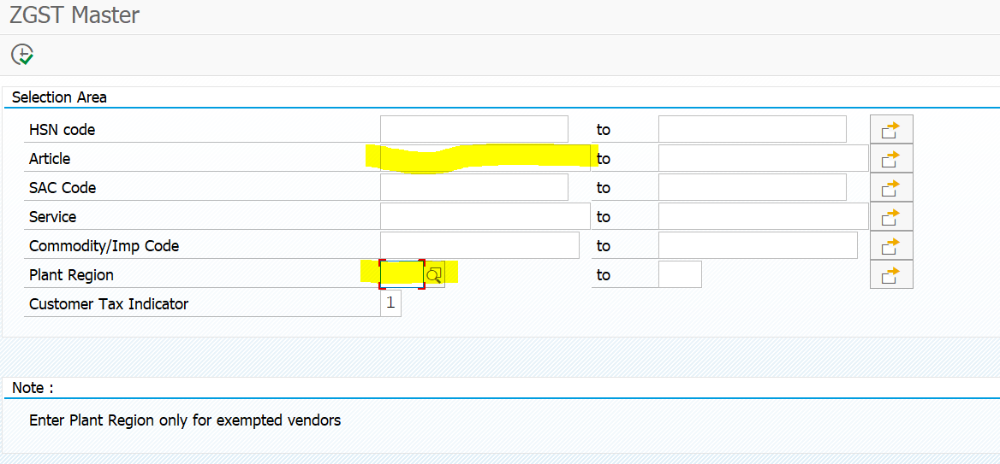 ZGST Master
Selection Area
HSN code to
Article to
SAC Code to
Service to
Commodity/Imp Code to
Plant Region to
Customer Tax Indicator 1
Note :
Enter Plant Region only for exempted vendors